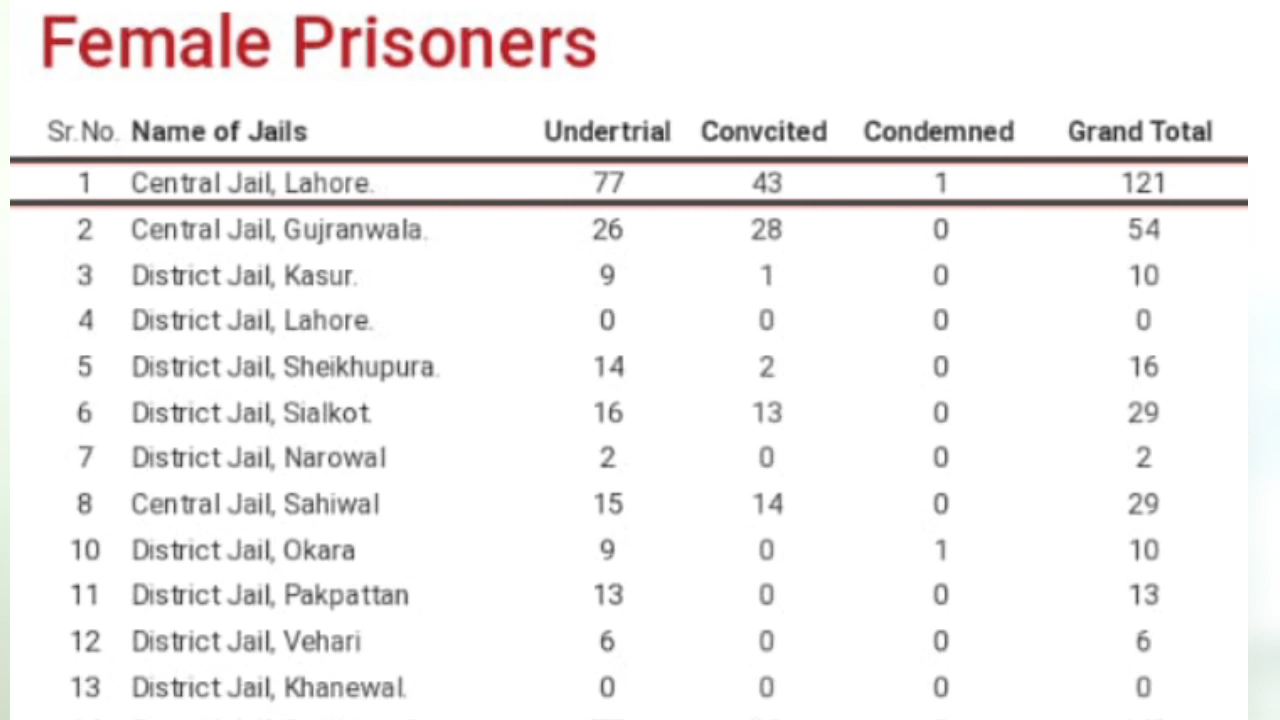 Female Prisoners
Sr.No. Name of Jails Undertrial Convcited Condemned Grand Total
1 Central Jail, Lahore. 77 43 1 121
2 Central Jail, Gujranwala. 26 28 0 54
3 District Jail, Kasur. 9 1 0 10
4 District Jail, Lahore. 0 0 0 0
5 District Jail, Sheikhupura. 14 2 0 16
6 District Jail, Sialkot. 16 13 0 29
7 District Jail, Narowal 2 0 0 2
8 Central Jail, Sahiwal 15 14 0 29
10 District Jail, Okara 9 0 1 10
11 District Jail, Pakpattan 13 0 0 13
12 District Jail, Vehari 6 0 0 6
13 District Jail, Khanewal. 0 0 0 0